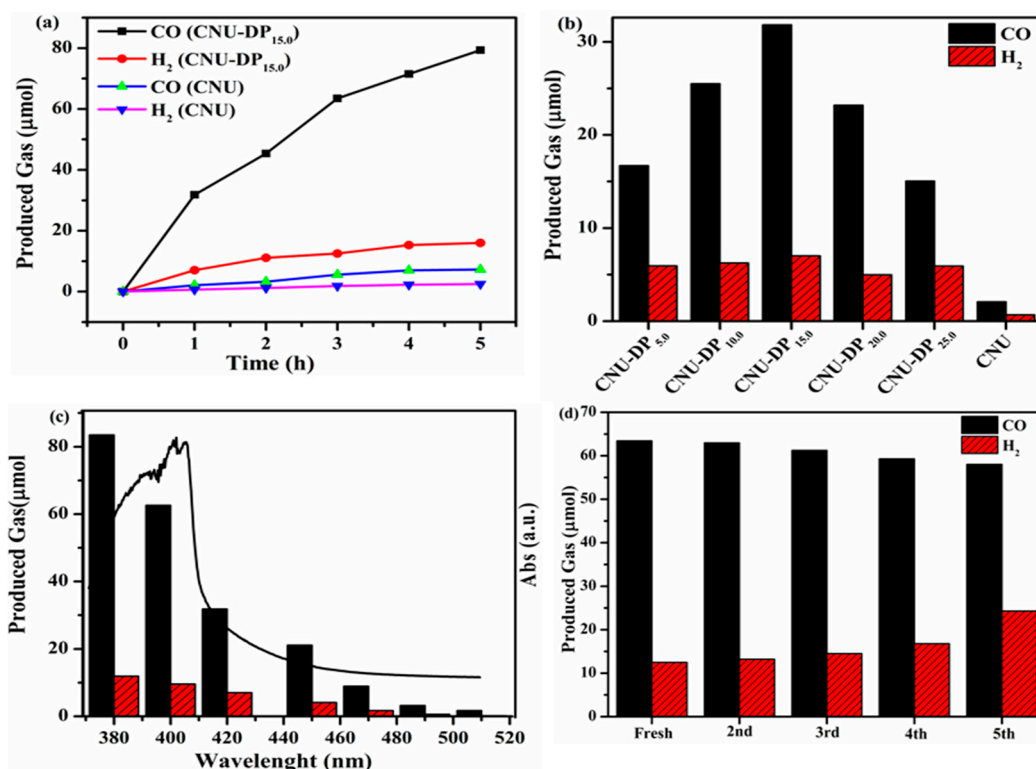 (a)
CO (CNU-DP15.0)
H2 (CNU-DP15.0)
CO (CNU)
H2 (CNU)
Produced Gas (μmol)
80
60
40
20
0
0 1 2 3 4 5
Time (h)
(b)
CO
H2
Produced Gas (μmol)
30
20
10
0
CNU-DP5.0 CNU-DP10.0 CNU-DP15.0 CNU-DP20.0 CNU-DP25.0 CNU
(c)
Produced Gas(μmol
80
60
40
20
0
Abs (a.u.)
380 400 420 440 460 480 500 520
Wavelenght (nm)
(d)
CO
H2
Produced Gas (μmol)
70
60
50
40
30
20
10
0
Fresh 2nd 3rd 4th 5th